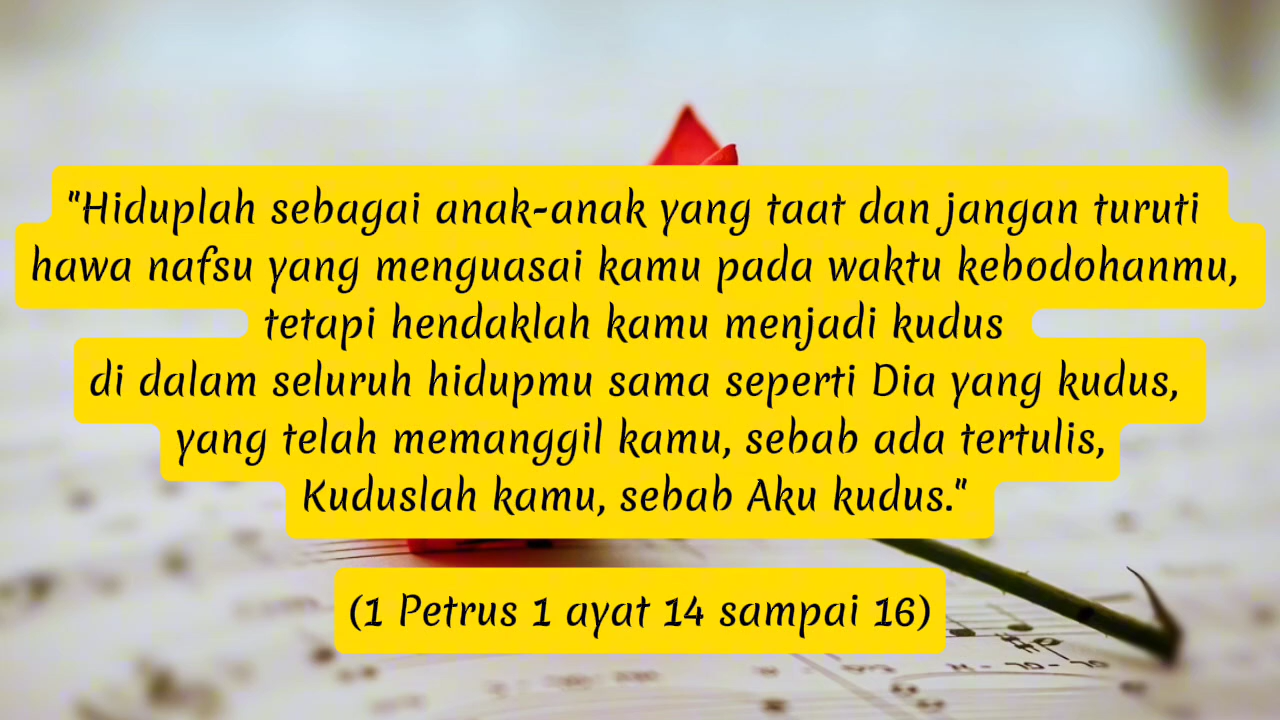 "Hiduplah sebagai anak-anak yang taat dan jangan turuti
hawa nafsu yang menguasai kamu pada waktu kebodohanmu,
tetapi hendaklah kamu menjadi kudus
di dalam seluruh hidupmu sama seperti Dia yang kudus,
yang telah memanggil kamu, sebab ada tertulis,
Kuduslah kamu, sebab Aku kudus."
(1 Petrus 1 ayat 14 sampai 16)